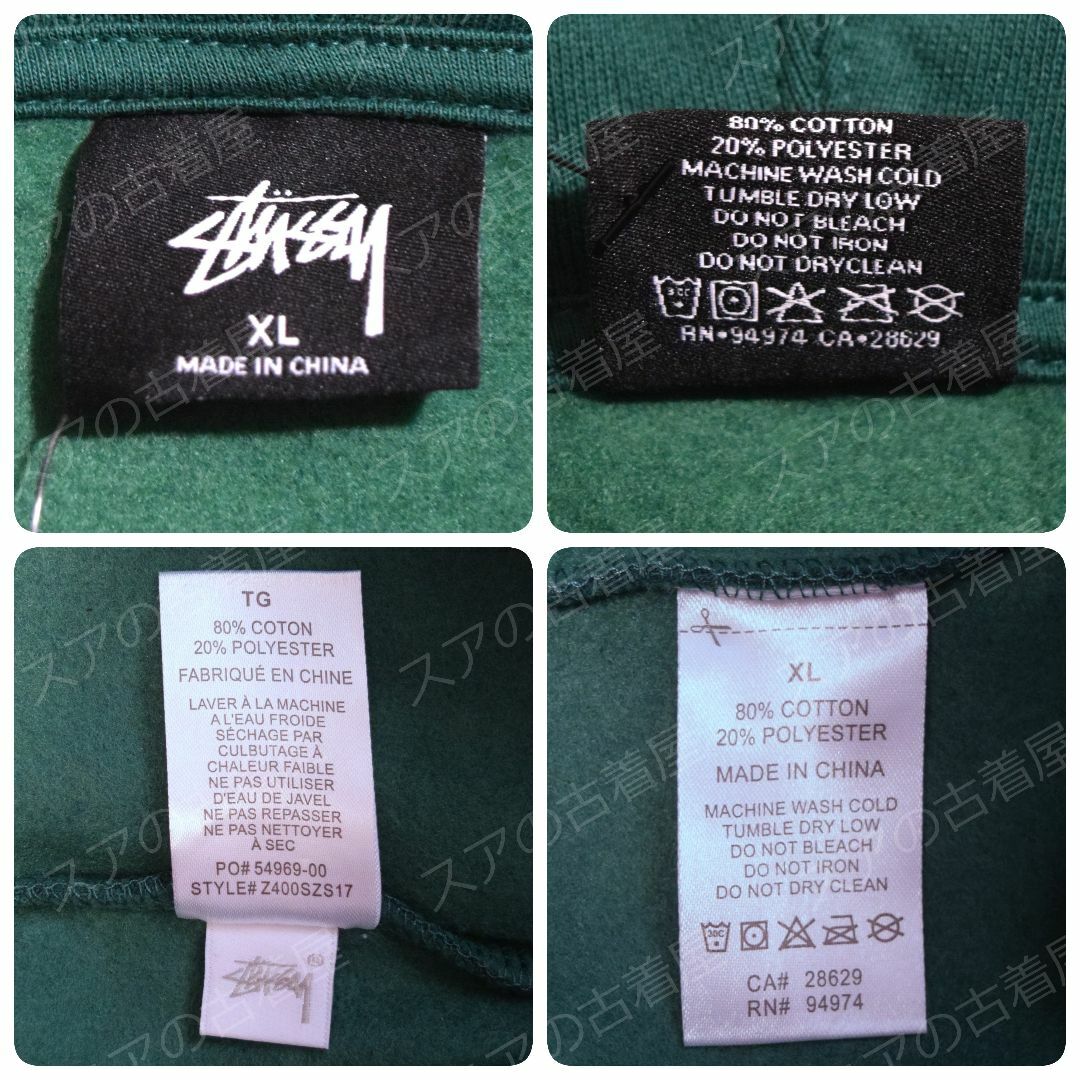 STÜSSY
XL
MADE IN CHINA
80% COTTON
20% POLYESTER
MACHINE WASH COLD
TUMBLE DRY LOW
DO NOT BLEACH
DO NOT IRON
DO NOT DRYCLEAN
30C
RN•94974 CA•28629
TG
80% COTON
20% POLYESTER
FABRIQUÉ EN CHINE
LAVER À LA MACHINE
A L'EAU FROIDE
SÉCHAGE PAR
CULBUTAGE À
CHALEUR FAIBLE
NE PAS UTILISER
D'EAU DE JAVEL
NE PAS REPASSER
NE PAS NETTOYER
À SEC
PO# 54969-00
STYLE# Z400SZS17
STÜSSY
XL
80% COTTON
20% POLYESTER
MADE IN CHINA
MACHINE WASH COLD
TUMBLE DRY LOW
DO NOT BLEACH
DO NOT IRON
DO NOT DRY CLEAN
30C
CA# 28629
RN# 94974
スアの古着屋